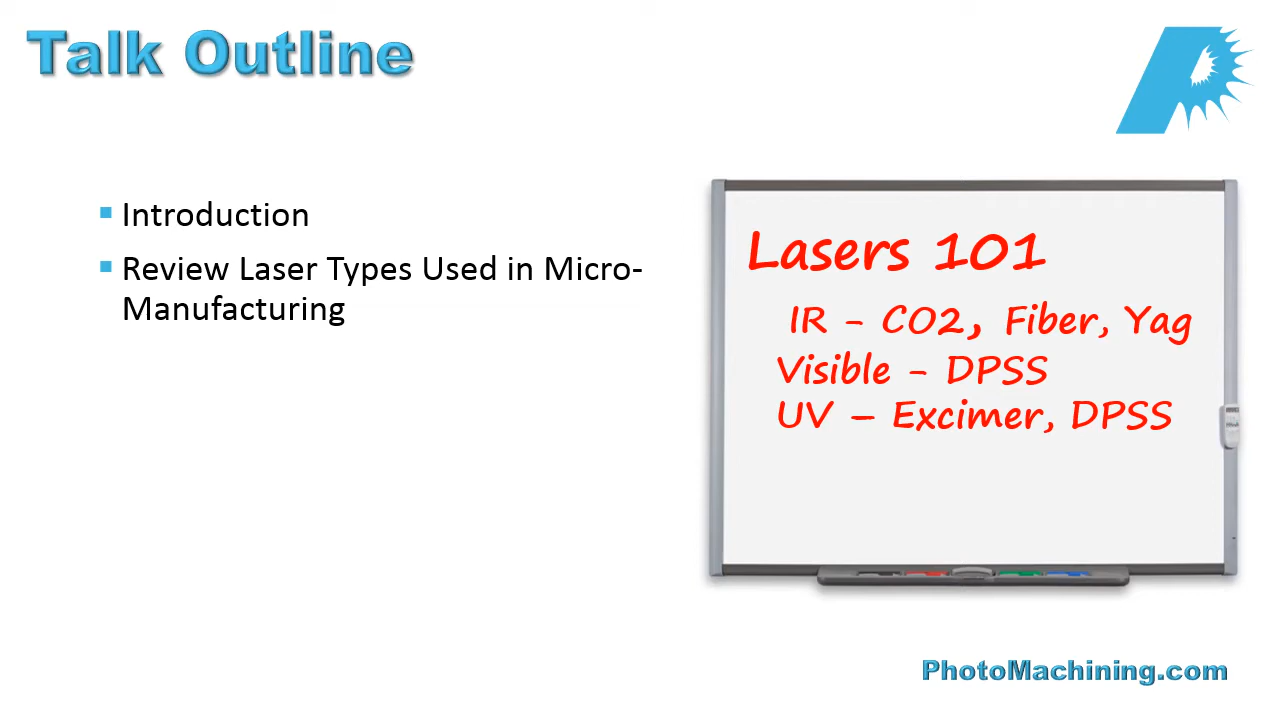 Talk Outline
Introduction
Review Laser Types Used in Micro-
Manufacturing
Lasers 101
IR - CO2, Fiber, Yag
Visible - DPSS
UV – Excimer, DPSS
PhotoMachining.com